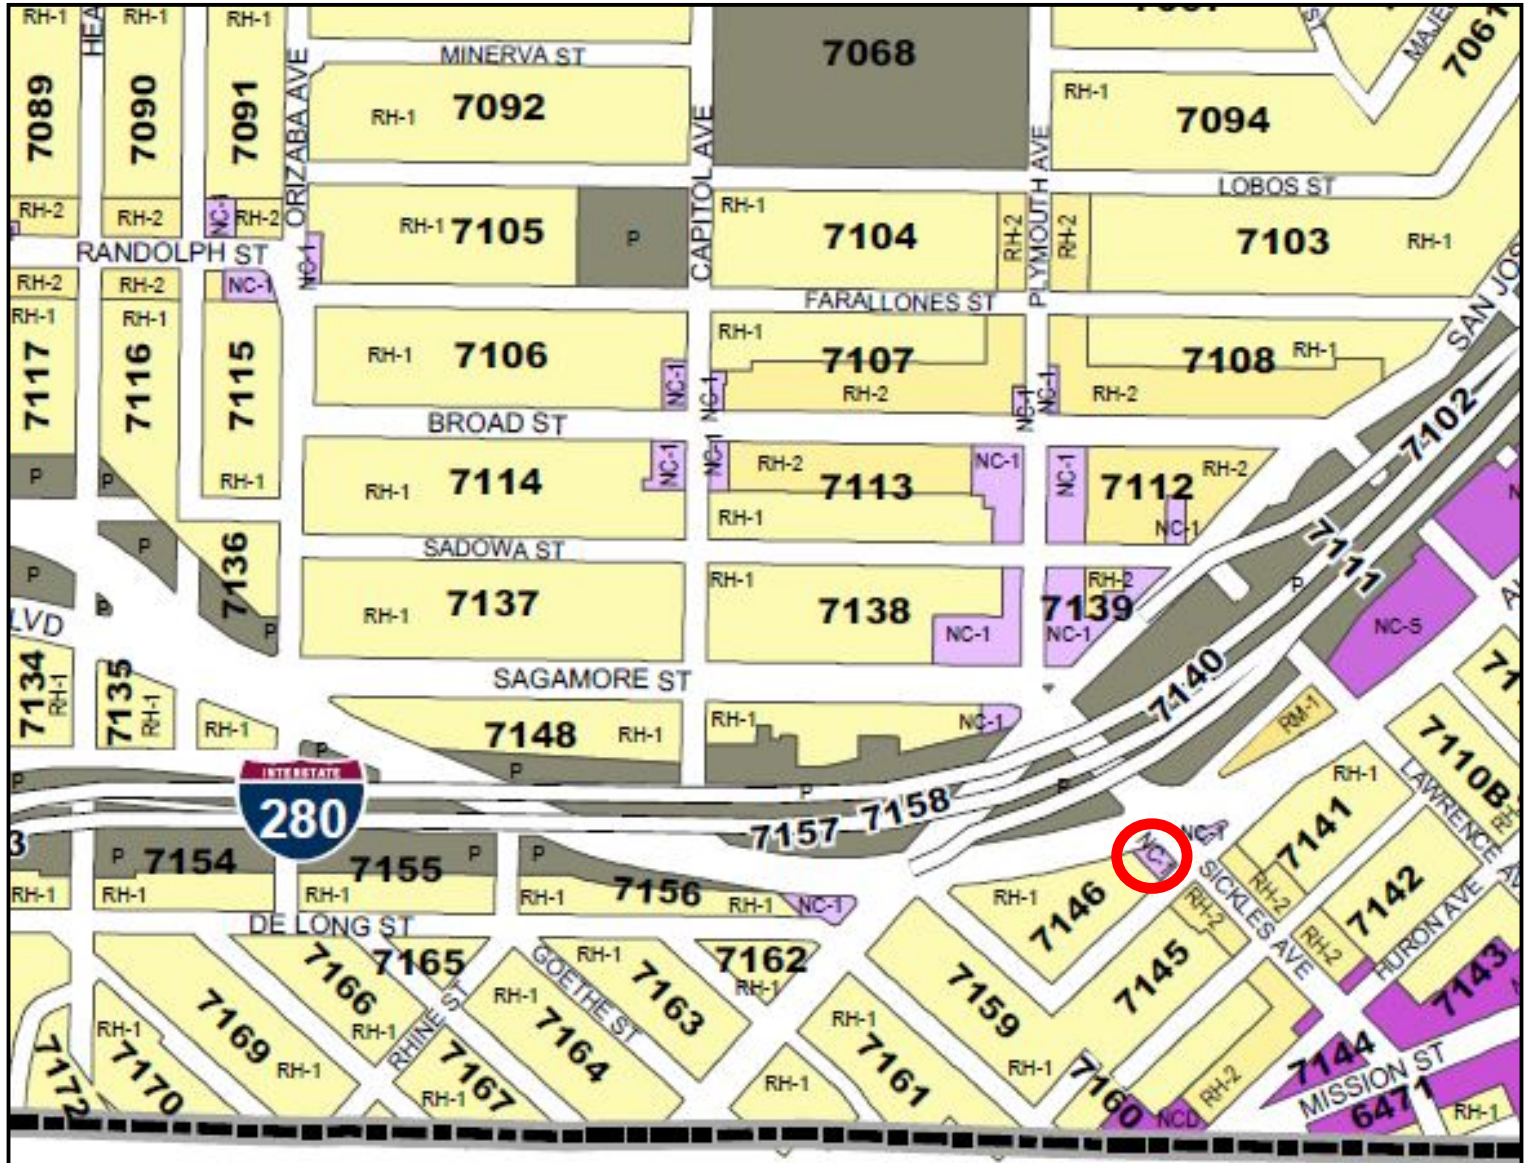 RH-1
HEA
RH-1
RH-1
ORIZABA AVE
MINERVA ST
7068
MAJE
7061
7089
7090
7091
RH-1
7092
CAPITOL AVE
PLYMOUTH AVE
RH-1
7094
LOBOS ST
RH-2
RH-2
NC-1
RH-2
RANDOLPH ST
NC-1
RH-1
7105
P
RH-1
7104
RH-2
RH-2
7103
RH-1
SAN JOS
RH-2
RH-2
NC-1
FARALLONES ST
RH-1
RH-1
7117
7116
7115
RH-1
7106
NC-1
RH-1
7107
RH-2
NC-1
NC-1
NC-1
7108
RH-1
RH-2
BROAD ST
7102
P
P
RH-1
RH-1
7114
NC-1
NC-1
RH-2
7113
NC-1
RH-1
NC-1
7112
RH-2
NC-1
N
SADOWA ST
7111
P
P
P
7136
P
RH-1
7137
RH-1
7138
NC-1
RH-2
7139
NC-1
P
NC-S
AL
LVD
7134
RH-1
7135
RH-1
RH-1
SAGAMORE ST
7140
RH-1
7148
RH-1
NC-1
RM-1
71
7110B
RH
LAWRENCE AV
P
P
P
P
P
INTERSTATE
280
7157
7158
RH-1
7141
3
P
7154
7155
P
P
7156
NC-1
NC-1
SICKLES AVE
RH-2
7142
HURON AVE
RH-1
RH-1
RH-1
RH-1
RH-1
NC-1
RH-1
7146
RH-2
RH-2
DE LONG ST
7166
7165
RH-1
7163
GOETHE ST
7162
RH-1
7159
7145
7143
7169
RH-1
RHINE ST
RH-1
7164
RH-1
7161
RH-1
7144
MISSION ST
7172
RH-1
7170
RH-1
7167
RH-1
RH-1
7160
NCD
RH-2
6471
RH-1